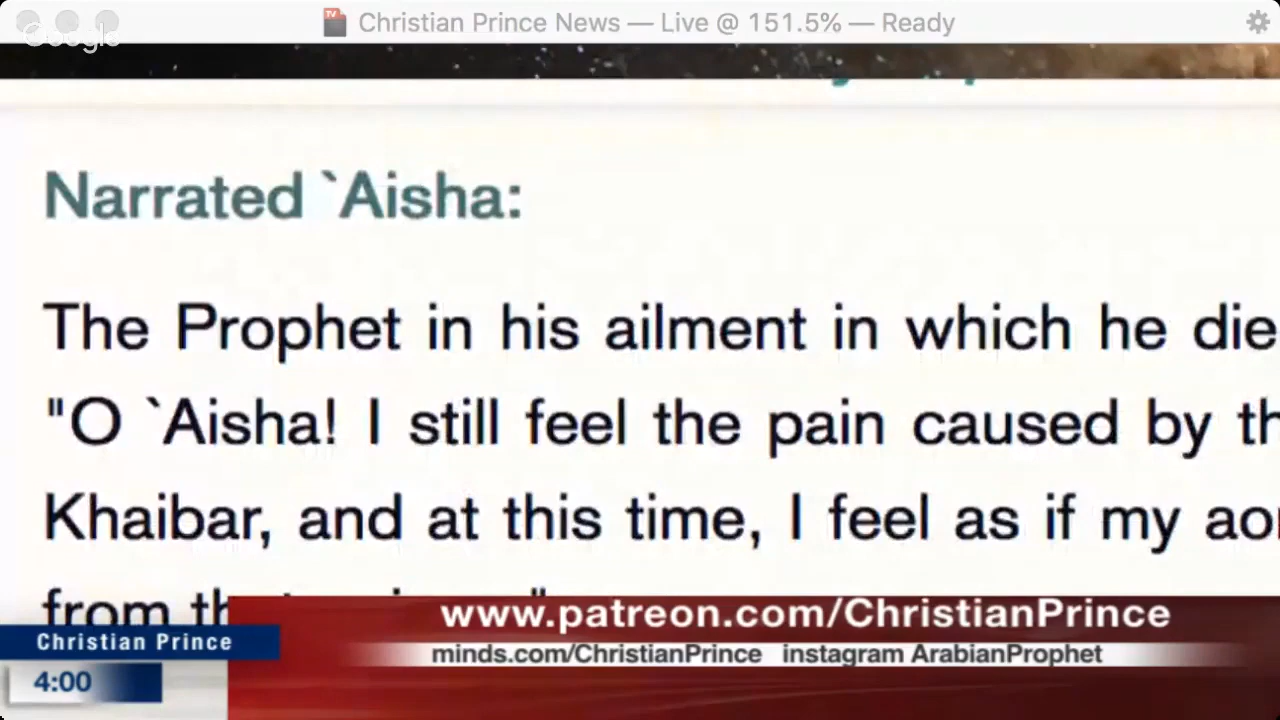 Christian Prince News — Live @ 151.5% — Ready
Google
Narrated `Aisha:
The Prophet in his ailment in which he die
"O `Aisha! I still feel the pain caused by th
Khaibar, and at this time, I feel as if my ao
from
www.patreon.com/ChristianPrince
Christian Prince
minds.com/ChristianPrince instagram ArabianProphet
4:00